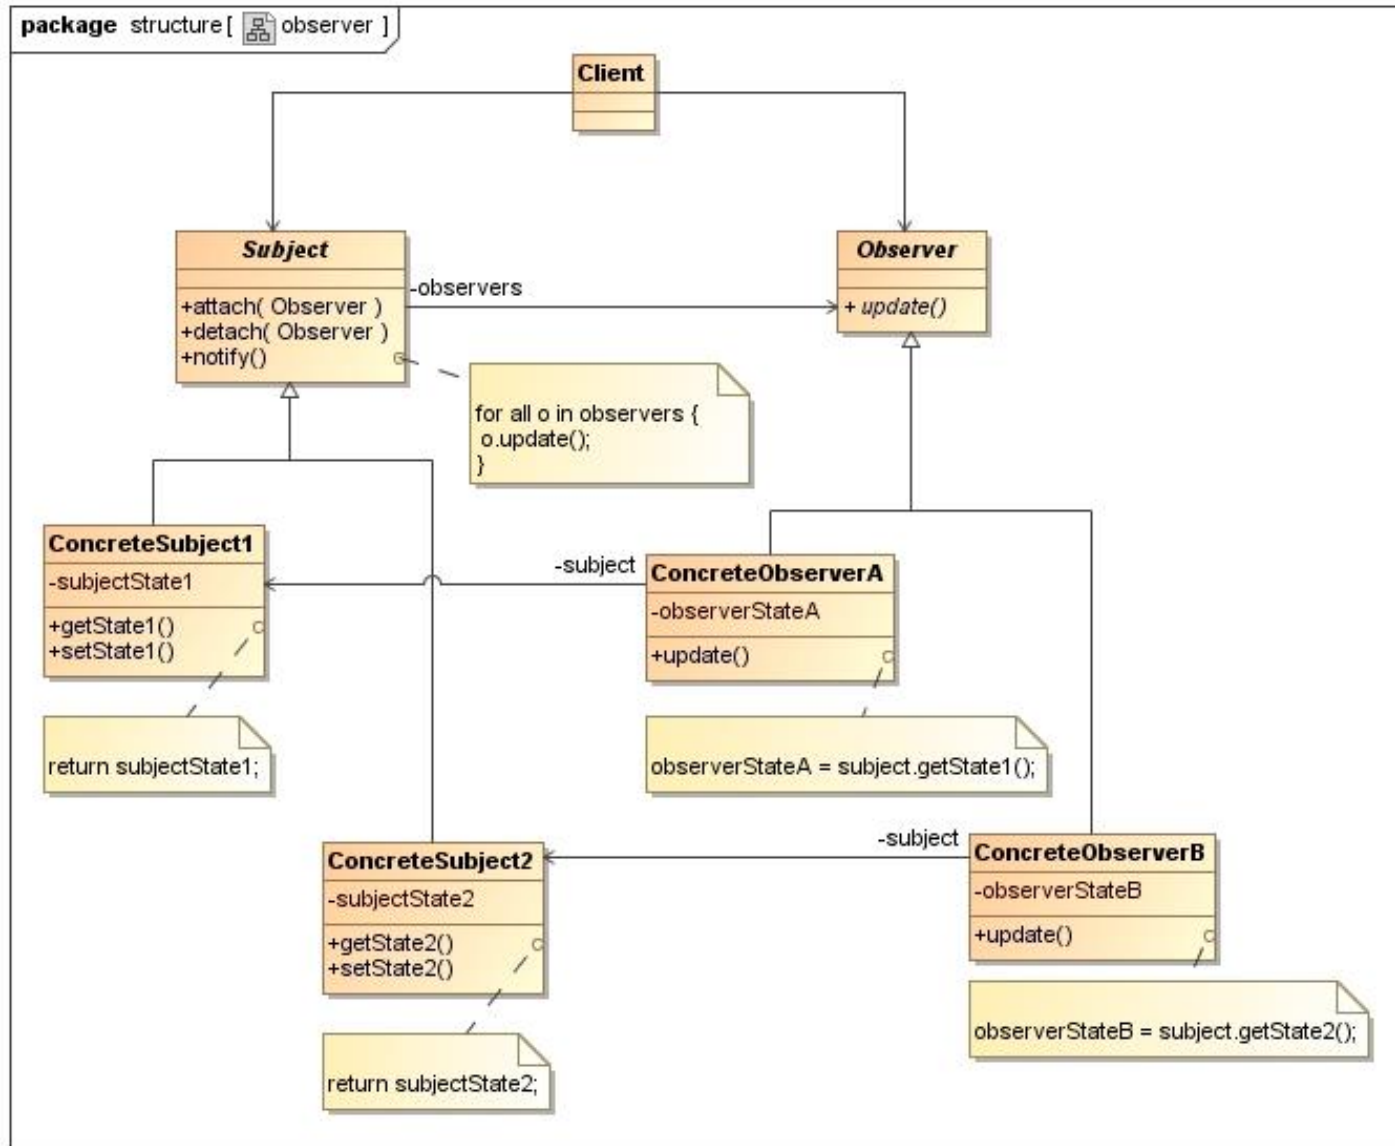 package structure [ observer ]
Client
Subject
+attach( Observer )
+detach( Observer )
+notify()
-observers
Observer
+ update()
for all o in observers {
o.update();
}
ConcreteSubject1
-subjectState1
+getState1()
+setState1()
return subjectState1;
-subject
ConcreteObserverA
-observerStateA
+update()
observerStateA = subject.getState1();
ConcreteSubject2
-subjectState2
+getState2()
+setState2()
return subjectState2;
-subject
ConcreteObserverB
-observerStateB
+update()
observerStateB = subject.getState2();